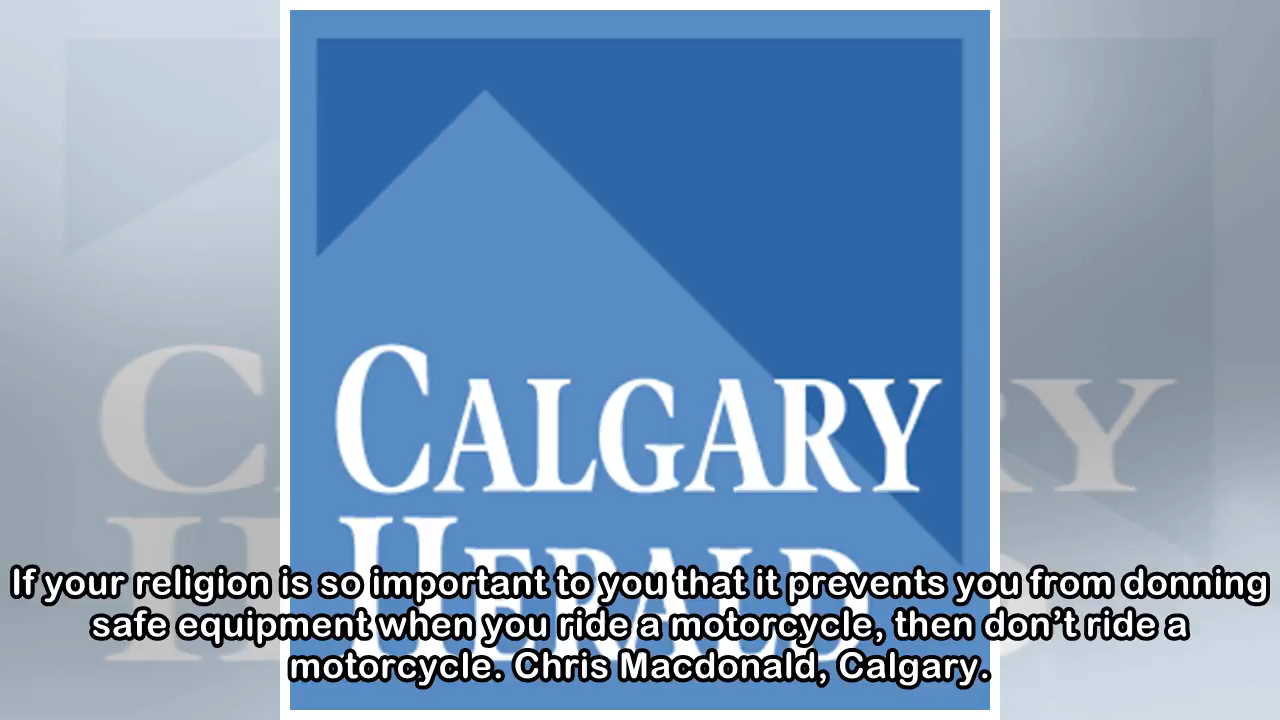 CALGARY
HERALD
If your religion is so important to you that it prevents you from donning
safe equipment when you ride a motorcycle, then don’t ride a
motorcycle. Chris Macdonald, Calgary.